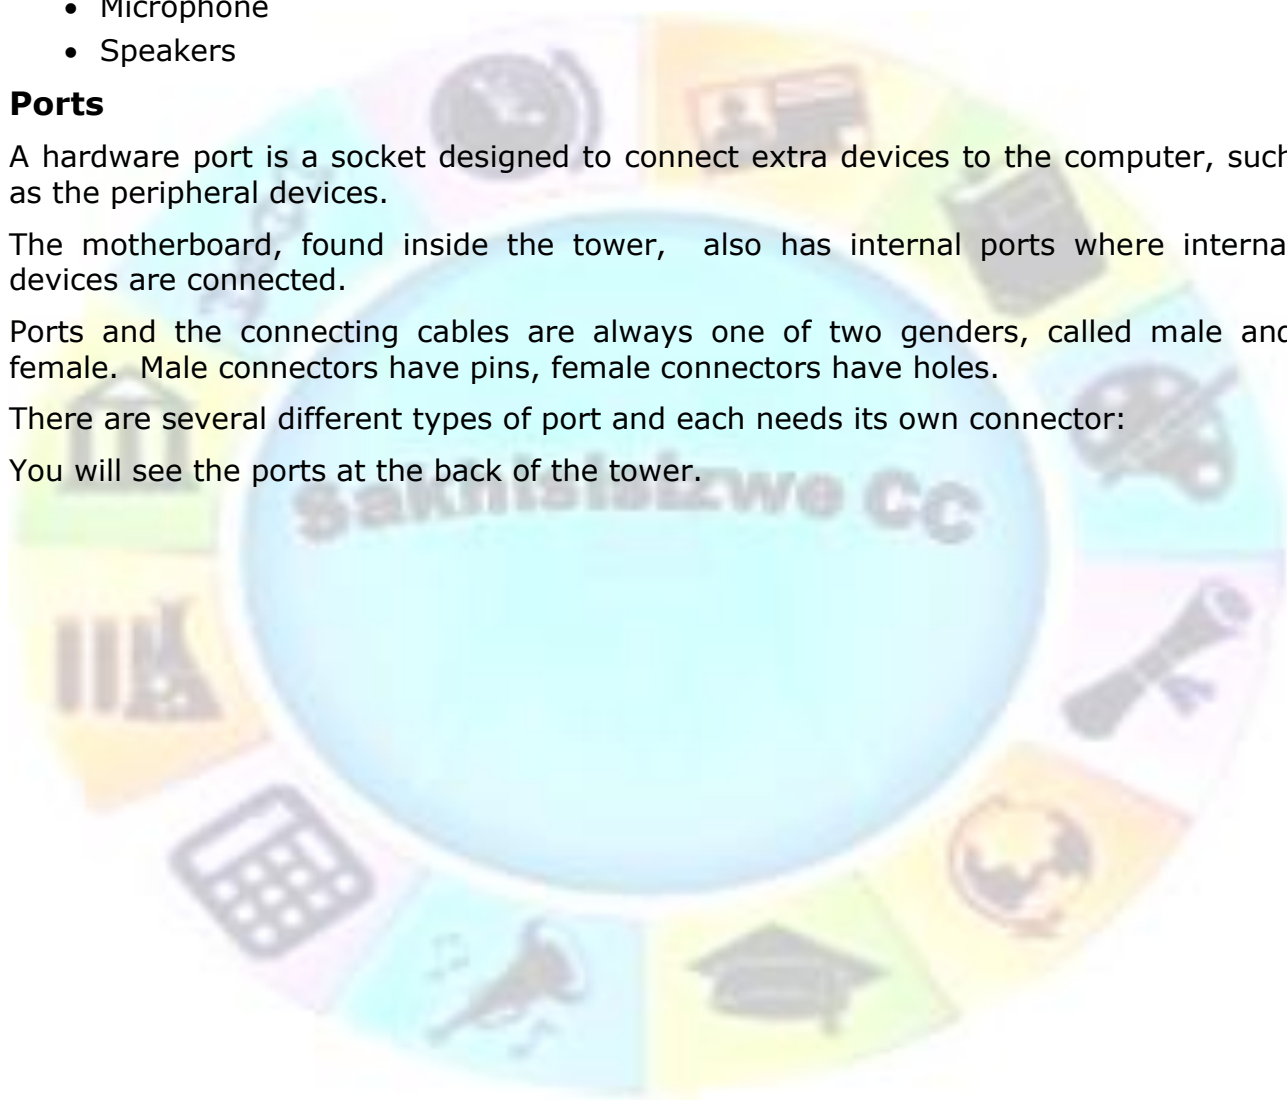 • Microphone
• Speakers
Ports
A hardware port is a socket designed to connect extra devices to the computer, such
as the peripheral devices.
The motherboard, found inside the tower, also has internal ports where interna
devices are connected.
Ports and the connecting cables are always one of two genders, called male and
female. Male connectors have pins, female connectors have holes.
There are several different types of port and each needs its own connector:
You will see the ports at the back of the tower.
Sakhisisizwe Cc